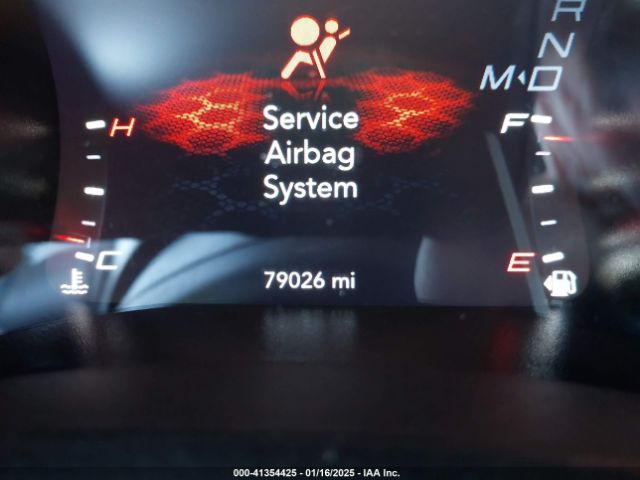 R
N
M D
H
F
Service
Airbag
System
C
E
79026 mi
000-41354425 - 01/16/2025 - IAA Inc.